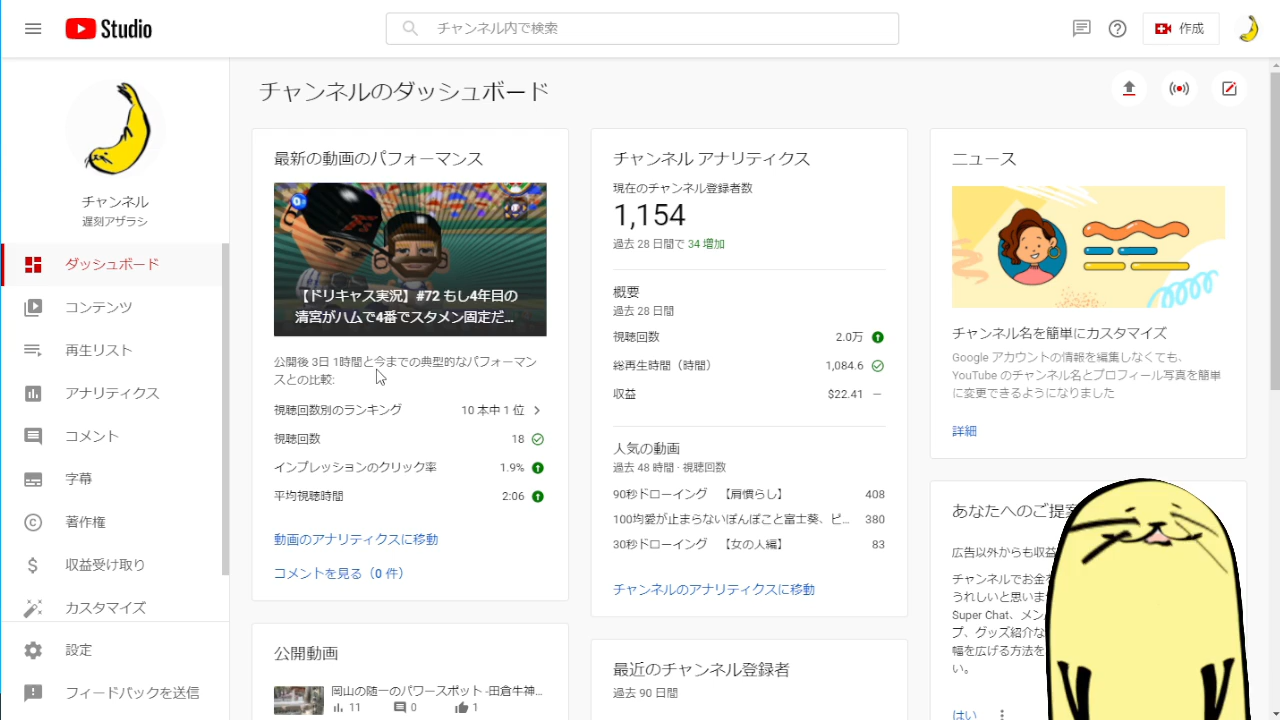 Studio
チャンネル内で検索
作成
チャンネル
遅刻アザラシ
ダッシュボード
コンテンツ
再生リスト
アナリティクス
コメント
字幕
著作権
収益受け取り
カスタマイズ
設定
フィードバックを送信
チャンネルのダッシュボード
最新の動画のパフォーマンス
【ドリキャス実況】#72 もし4年目の
清宮がハムで4番でスタメン固定だ...
公開後 3日 1時間と今までの典型的なパフォーマン
スとの比較:
視聴回数別のランキング 10 本中 1 位
視聴回数 18
インプレッションのクリック率 1.9%
平均視聴時間 2:06
動画のアナリティクスに移動
コメントを見る（0 件）
公開動画
岡山の随一のパワースポット -田倉牛神...
11 0 1
チャンネル アナリティクス
現在のチャンネル登録者数
1,154
過去 28 日間で 34 増加
概要
過去 28 日間
視聴回数 2.0万
総再生時間（時間） 1,084.6
収益 $22.41 —
人気の動画
過去 48 時間 · 視聴回数
90秒ドローイング 【肩慣らし】 408
100均愛が止まらないぽんぽこと富士葵、ピ... 380
30秒ドローイング 【女の人編】 83
チャンネルのアナリティクスに移動
最近のチャンネル登録者
過去 90 日間
ニュース
チャンネル名を簡単にカスタマイズ
Google アカウントの情報を編集しなくても、
YouTube のチャンネル名とプロフィール写真を簡単
に変更できるようになりました
詳細
あなたへのご提案
広告以外からも収益
チャンネルでお金を
うれしいと思いま
Super Chat、メン
プ、グッズ紹介な
幅を広げる方法を
い。
はい